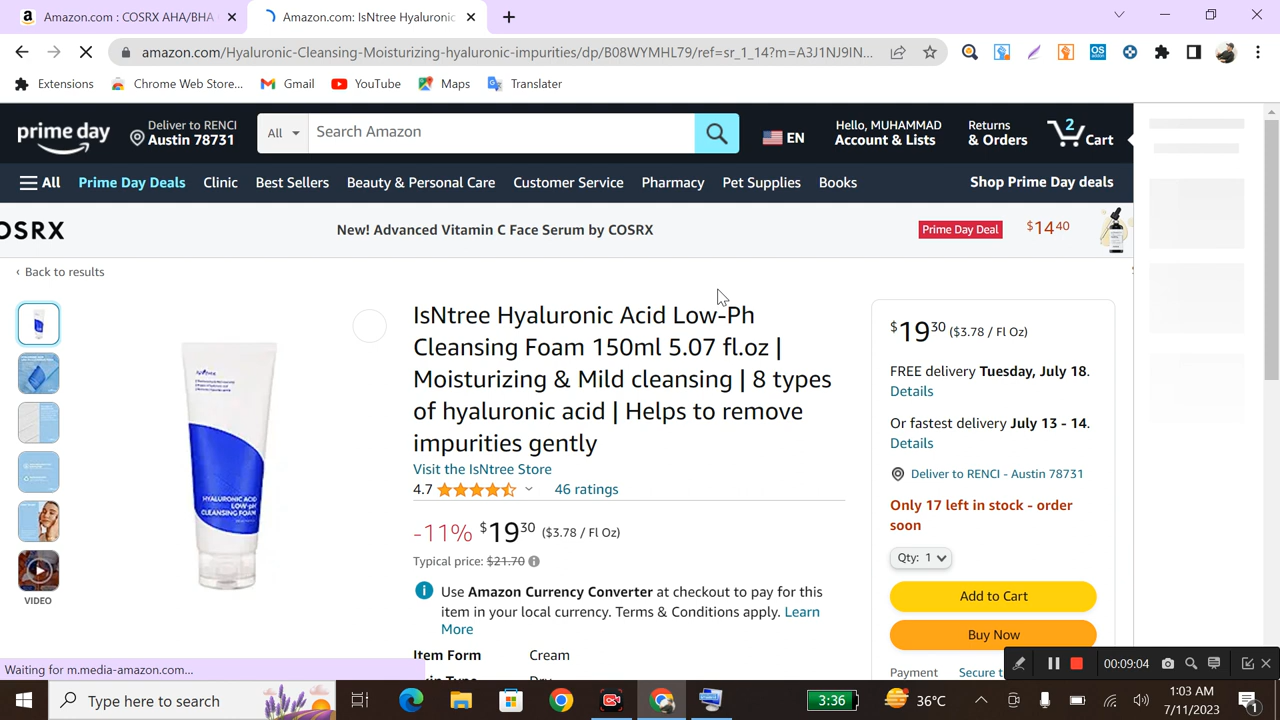 Amazon.com : COSRX AHA/BHA
Amazon.com: IsNtree Hyaluronic
amazon.com/Hyaluronic-Cleansing-Moisturizing-hyaluronic-impurities/dp/B08WYMHL79/ref=sr_1_14?m=A3J1NJ9IN...
Extensions
Chrome Web Store...
Gmail
YouTube
Maps
Translater
prime day
Deliver to RENCI
Austin 78731
All
Search Amazon
EN
Hello, MUHAMMAD
Account & Lists
Returns
& Orders
2
Cart
All
Prime Day Deals
Clinic
Best Sellers
Beauty & Personal Care
Customer Service
Pharmacy
Pet Supplies
Books
Shop Prime Day deals
OSRX
New! Advanced Vitamin C Face Serum by COSRX
Prime Day Deal
$14.40
‹ Back to results
IsNtree Hyaluronic Acid Low-Ph
Cleansing Foam 150ml 5.07 fl.oz |
Moisturizing & Mild cleansing | 8 types
of hyaluronic acid | Helps to remove
impurities gently
Visit the IsNtree Store
4.7
46 ratings
-11% $19.30 ($3.78 / Fl Oz)
Typical price: $21.70
Use Amazon Currency Converter at checkout to pay for this
item in your local currency. Terms & Conditions apply. Learn
More
Item Form Cream
HYALURONIC ACID
LOW-pH
CLEANSING FOAM
VIDEO
$19.30 ($3.78 / Fl Oz)
FREE delivery Tuesday, July 18.
Details
Or fastest delivery July 13 - 14.
Details
Deliver to RENCI - Austin 78731
Only 17 left in stock - order
soon
Qty: 1
Add to Cart
Buy Now
Payment Secure t
Waiting for m.media-amazon.com...
00:09:04
Type here to search
3:36
36°C
1:03 AM
7/11/2023
1